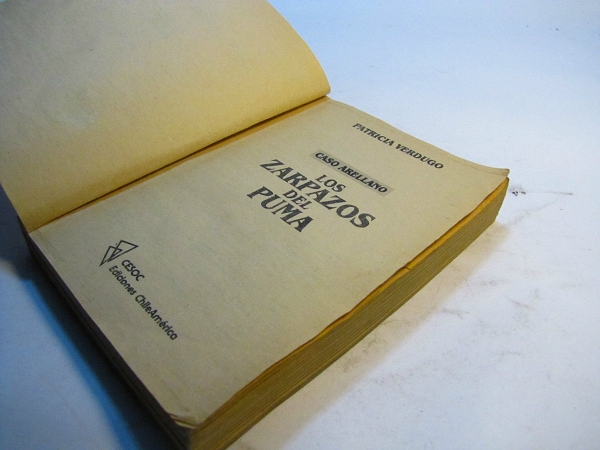 PATRICIA VERDUGO
CASO ARELLANO
LOS
ZARPAZOS
DEL
PUMA
CESOC
Ediciones ChileAmérica